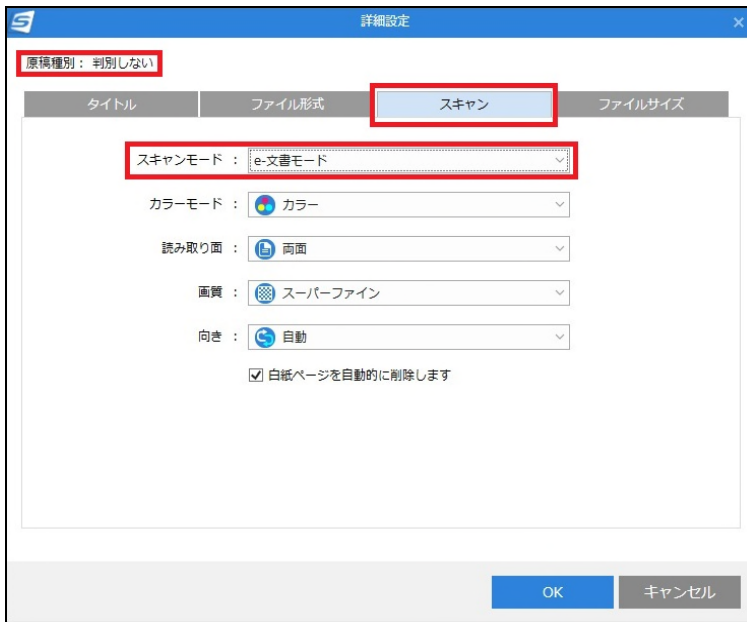 詳細設定
原稿種別： 判別しない
タイトル ファイル形式 スキャン ファイルサイズ
スキャンモード ： e-文書モード
カラーモード ： カラー
読み取り面 ： 両面
画質 ： スーパーファイン
向き ： 自動
白紙ページを自動的に削除します
OK キャンセル